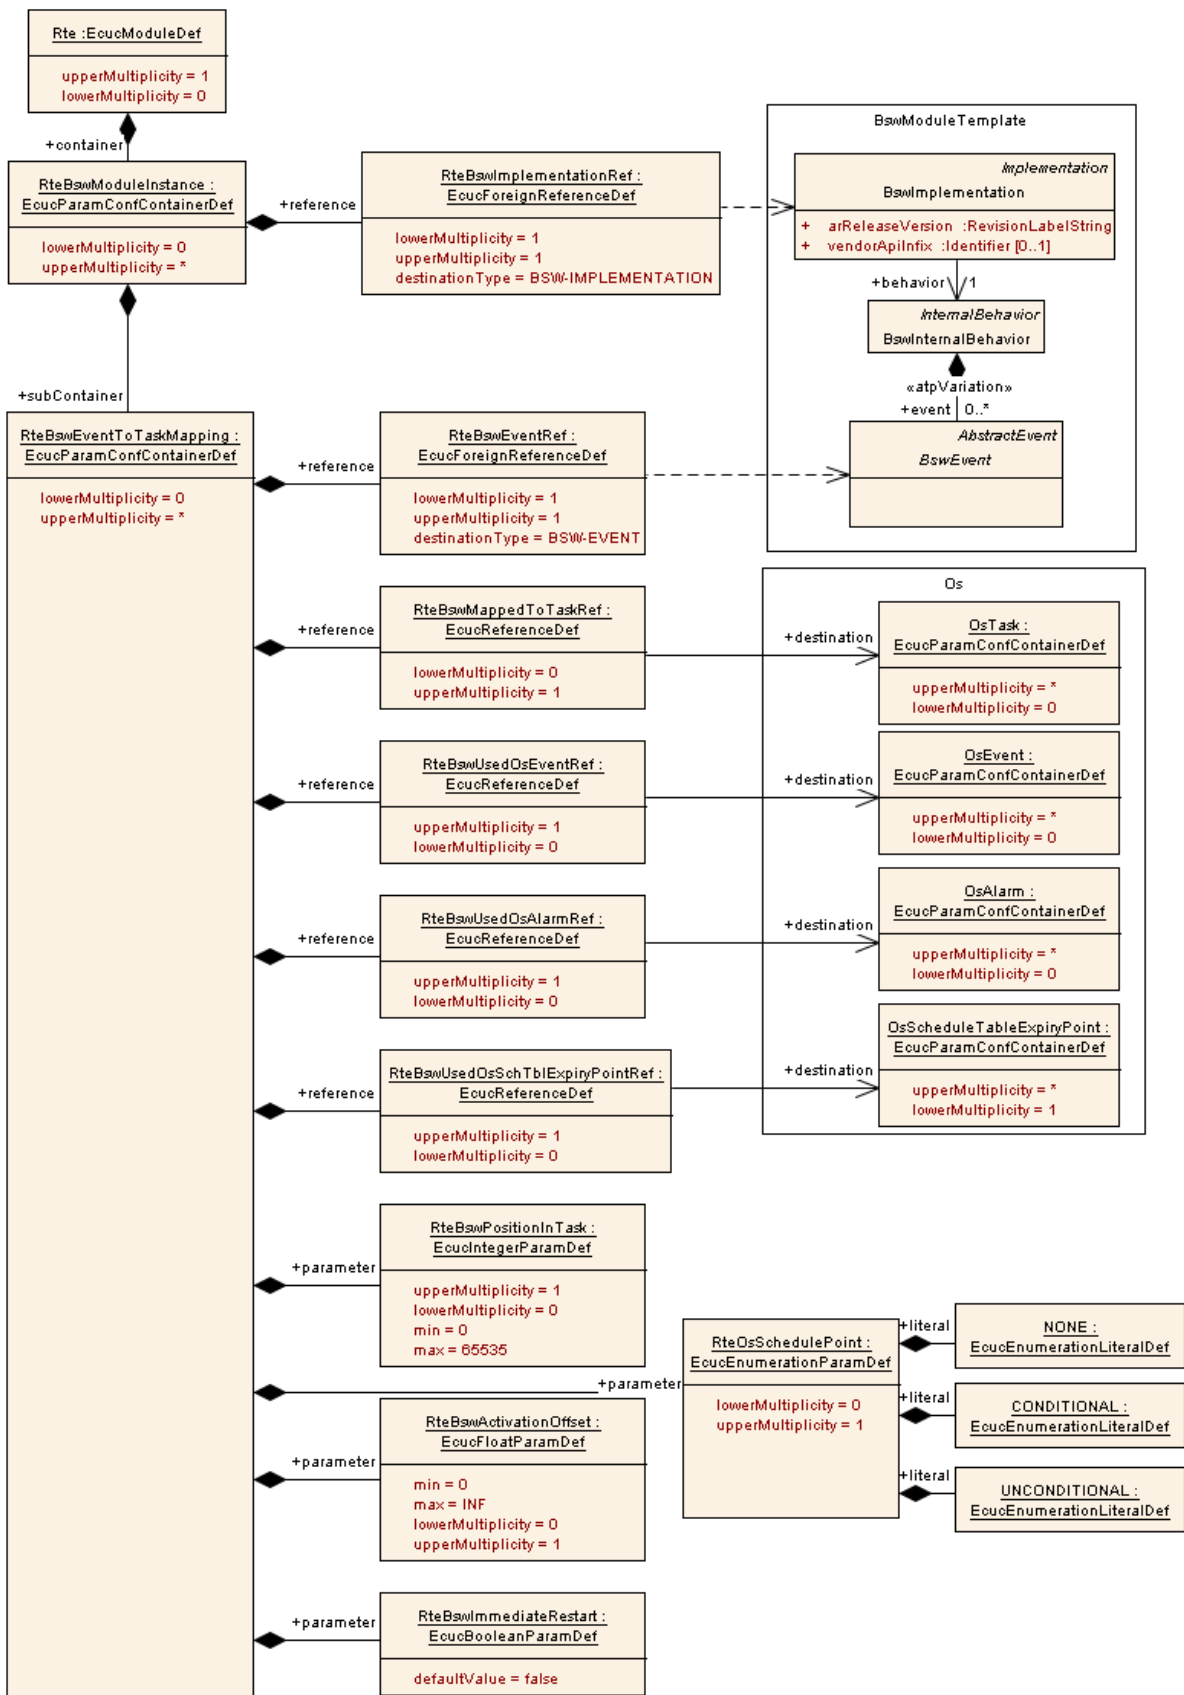 Rte :EcucModuleDef
upperMultiplicity = 1
lowerMultiplicity = 0
+container
RteBswModuleInstance :
EcucParamConfContainerDef
lowerMultiplicity = 0
upperMultiplicity = *
+reference
RteBswImplementationRef :
EcucForeignReferenceDef
lowerMultiplicity = 1
upperMultiplicity = 1
destinationType = BSW-IMPLEMENTATION
BswModuleTemplate
Implementation
BswImplementation
+ arReleaseVersion :RevisionLabelString
+ vendorApiInfix :Identifier [0..1]
+behavior 1
InternalBehavior
BswInternalBehavior
«atpVariation»
+event 0..*
AbstractEvent
BswEvent
+subContainer
RteBswEventToTaskMapping :
EcucParamConfContainerDef
lowerMultiplicity = 0
upperMultiplicity = *
+reference
RteBswEventRef :
EcucForeignReferenceDef
lowerMultiplicity = 1
upperMultiplicity = 1
destinationType = BSW-EVENT
Os
+reference
RteBswMappedToTaskRef :
EcucReferenceDef
lowerMultiplicity = 0
upperMultiplicity = 1
+destination
OsTask :
EcucParamConfContainerDef
upperMultiplicity = *
lowerMultiplicity = 0
+reference
RteBswUsedOsEventRef :
EcucReferenceDef
upperMultiplicity = 1
lowerMultiplicity = 0
+destination
OsEvent :
EcucParamConfContainerDef
upperMultiplicity = *
lowerMultiplicity = 0
+reference
RteBswUsedOsAlarmRef :
EcucReferenceDef
upperMultiplicity = 1
lowerMultiplicity = 0
+destination
OsAlarm :
EcucParamConfContainerDef
upperMultiplicity = *
lowerMultiplicity = 0
+reference
RteBswUsedOsSchTblExpiryPointRef :
EcucReferenceDef
upperMultiplicity = 1
lowerMultiplicity = 0
+destination
OsScheduleTableExpiryPoint :
EcucParamConfContainerDef
upperMultiplicity = *
lowerMultiplicity = 1
+parameter
RteBswPositionInTask :
EcucIntegerParamDef
upperMultiplicity = 1
lowerMultiplicity = 0
min = 0
max = 65535
+parameter
RteOsSchedulePoint :
EcucEnumerationParamDef
lowerMultiplicity = 0
upperMultiplicity = 1
+literal
NONE :
EcucEnumerationLiteralDef
+literal
CONDITIONAL :
EcucEnumerationLiteralDef
+literal
UNCONDITIONAL :
EcucEnumerationLiteralDef
+parameter
RteBswActivationOffset :
EcucFloatParamDef
min = 0
max = INF
lowerMultiplicity = 0
upperMultiplicity = 1
+parameter
RteBswImmediateRestart :
EcucBooleanParamDef
defaultValue = false